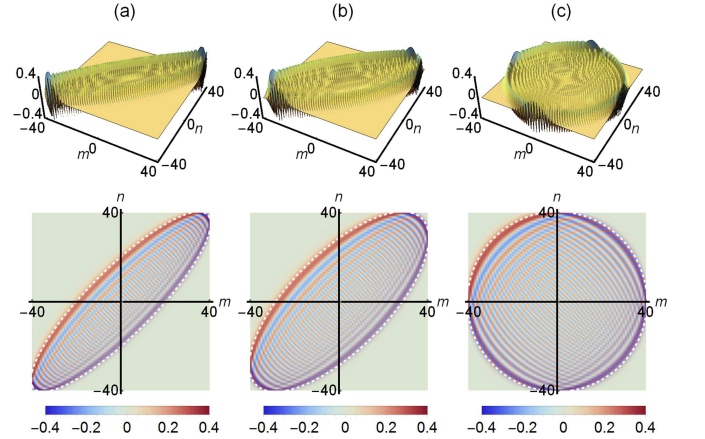 (a) (b) (c)
0.4 0.4 0.4
0 0 0
−0.4 −0.4 −0.4
−40 −40 −40
m 0 m 0 m 0
40 40 40
−40 −40 −40
0 n 0 n 0 n
40 40 40
n n n
40 40 40
−40 40 m −40 40 m −40 40 m
−40 −40 −40
−0.4 −0.2 0 0.2 0.4 −0.4 −0.2 0 0.2 0.4 −0.4 −0.2 0 0.2 0.4